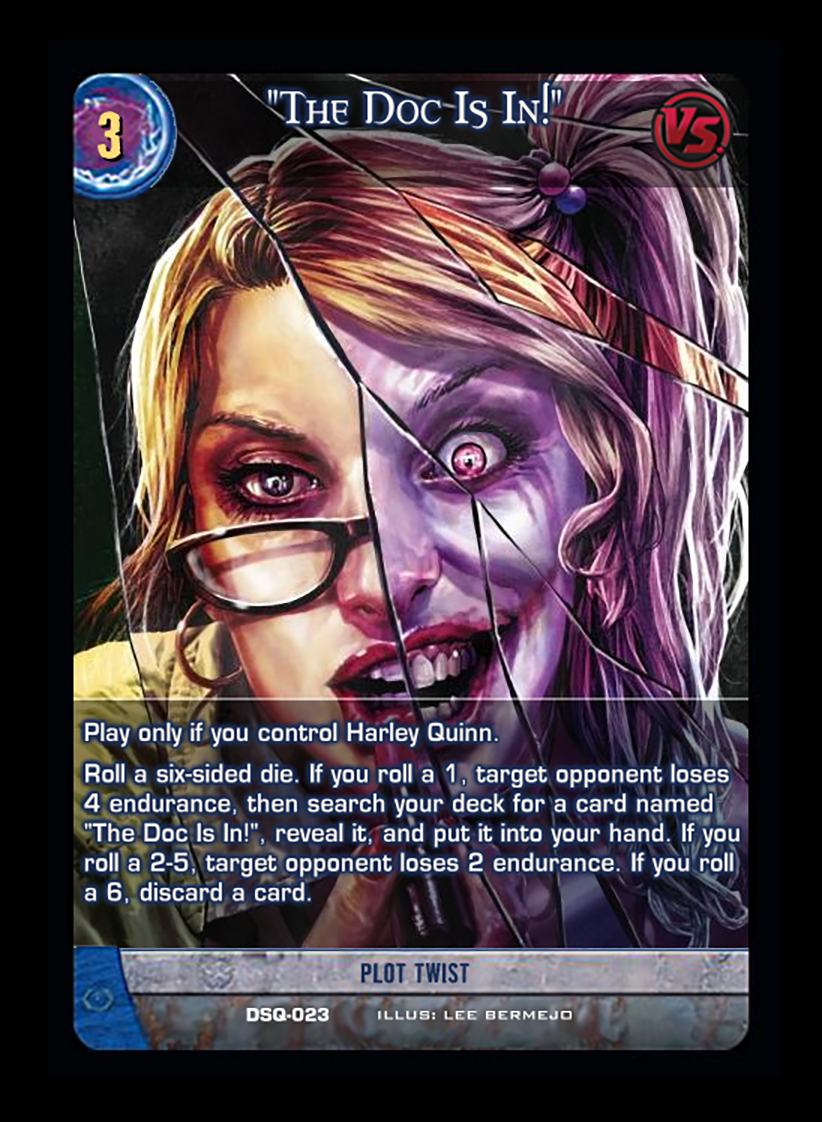 3
"The Doc Is In!"
VS.
Play only if you control Harley Quinn.
Roll a six-sided die. If you roll a 1, target opponent loses
4 endurance, then search your deck for a card named
"The Doc Is In!", reveal it, and put it into your hand. If you
roll a 2-5, target opponent loses 2 endurance. If you roll
a 6, discard a card.
PLOT TWIST
DSQ-023 ILLUS: LEE BERMEJO